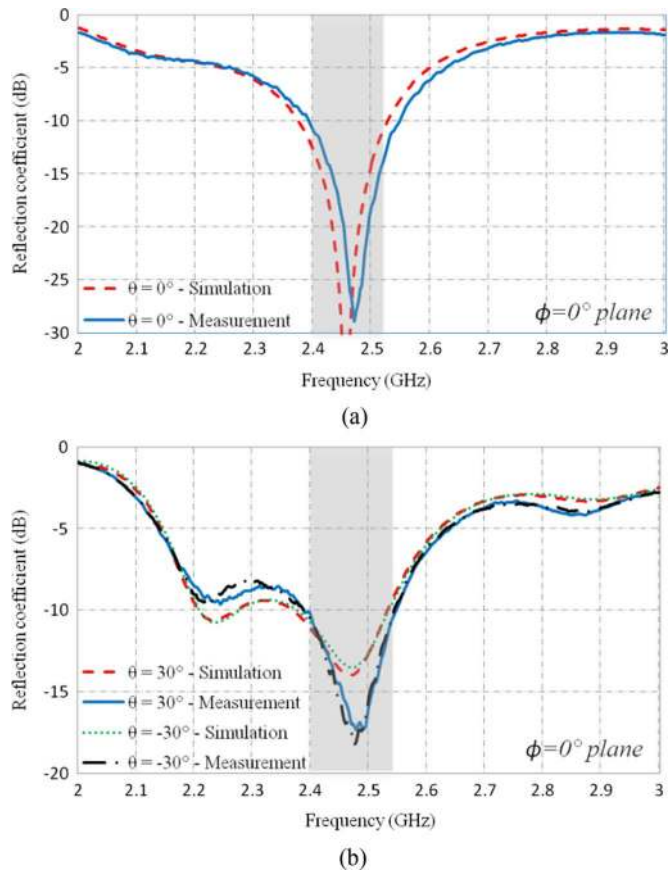 0
-5
-10
-15
-20
-25
-30
Reflection coefficient (dB)
θ = 0° - Simulation
θ = 0° - Measurement
ϕ=0° plane
2 2.1 2.2 2.3 2.4 2.5 2.6 2.7 2.8 2.9 3
Frequency (GHz)
(a)
0
-5
-10
-15
-20
Reflection coefficient (dB)
θ = 30° - Simulation
θ = 30° - Measurement
θ = -30° - Simulation
θ = -30° - Measurement
ϕ=0° plane
2 2.1 2.2 2.3 2.4 2.5 2.6 2.7 2.8 2.9 3
Frequency (GHz)
(b)